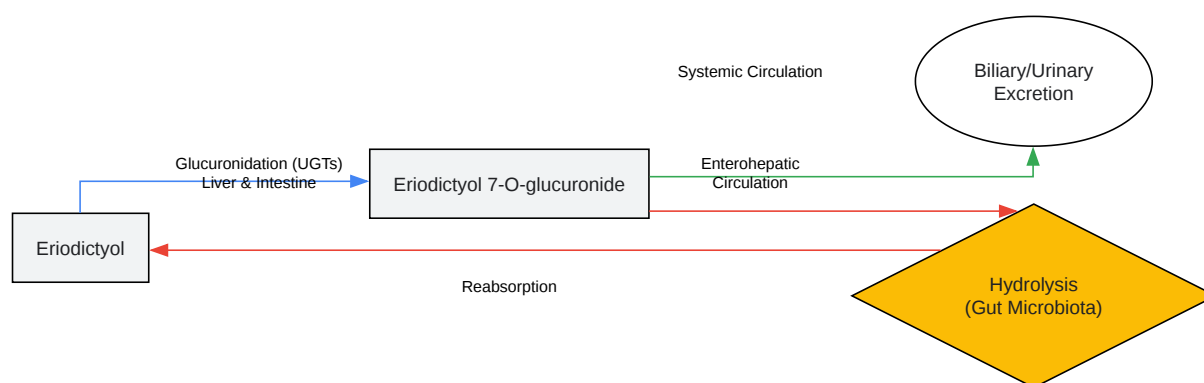 Systemic Circulation
Biliary/Urinary
Excretion
Glucuronidation (UGTs)
Liver & Intestine
Eriodictyol 7-O-glucuronide
Enterohepatic
Circulation
Eriodictyol
Reabsorption
Hydrolysis
(Gut Microbiota)